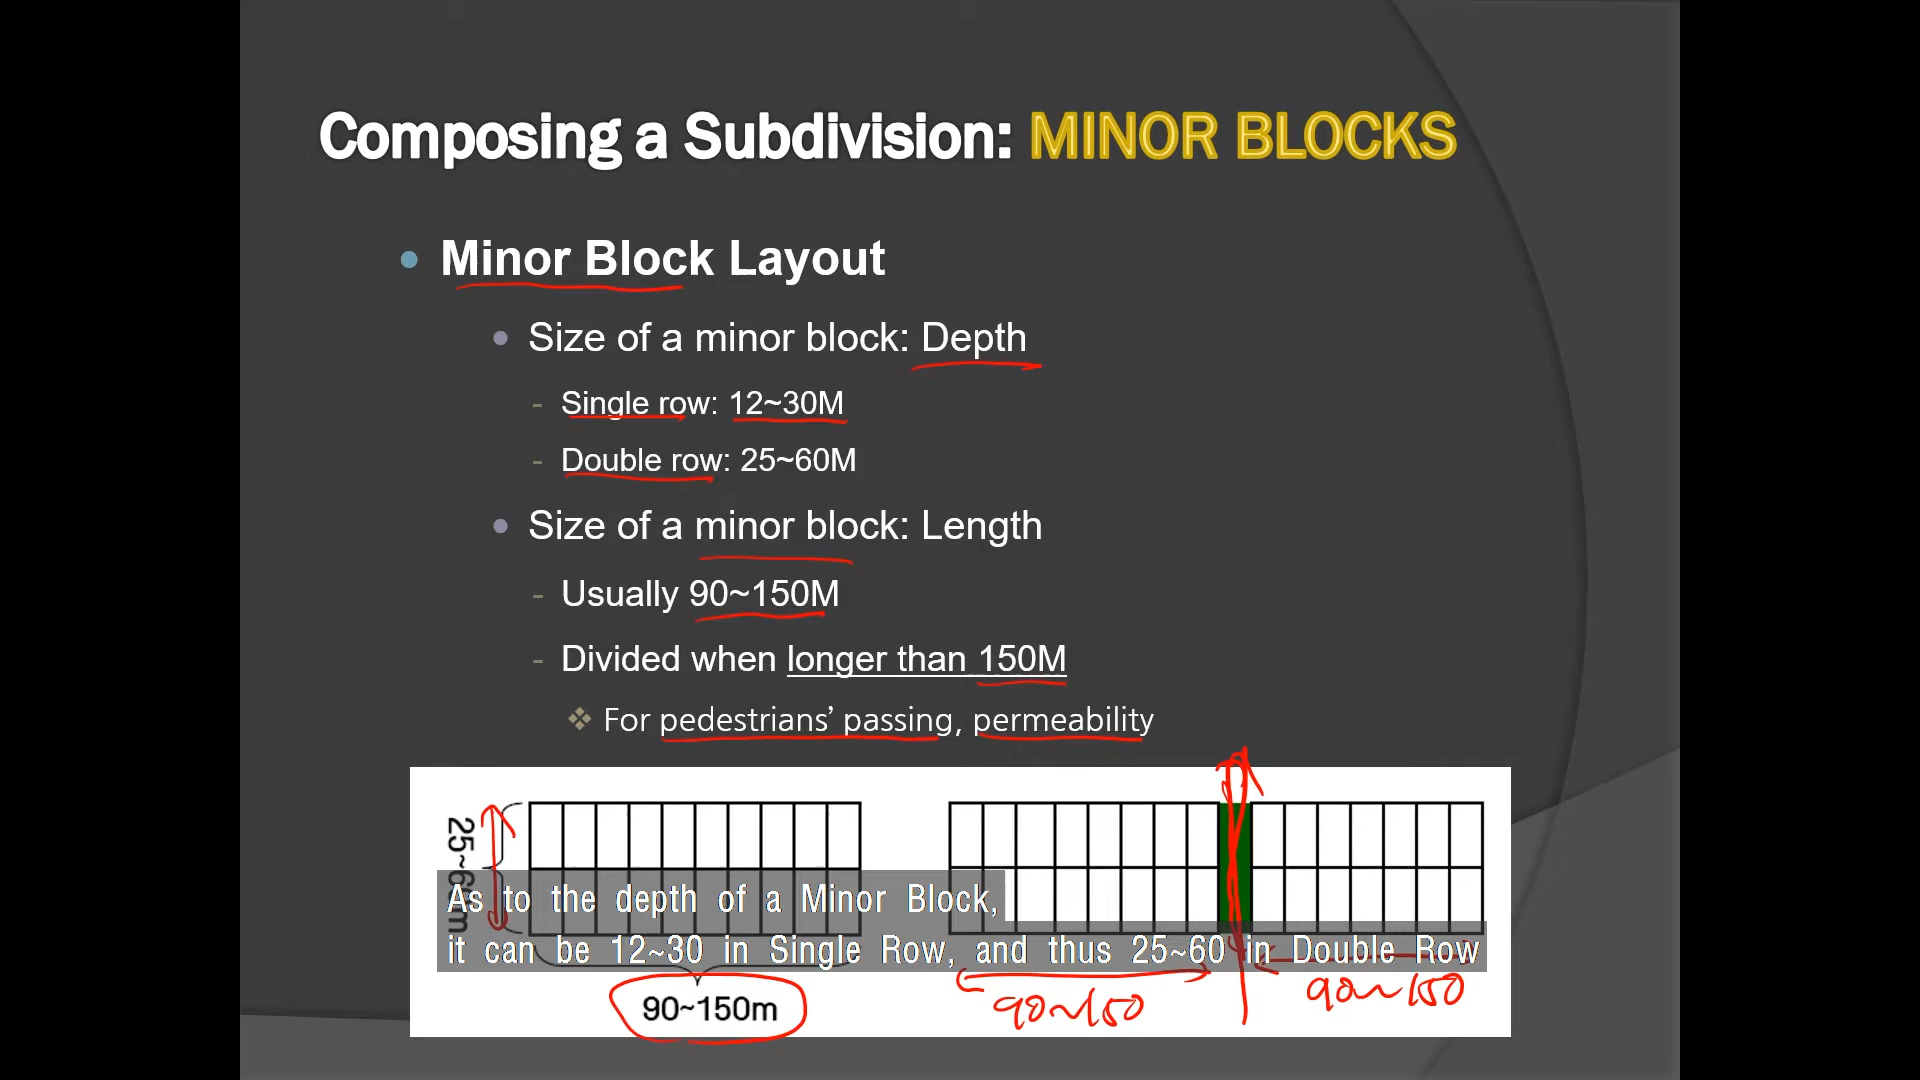 Composing a Subdivision: MINOR BLOCKS
Minor Block Layout
Size of a minor block: Depth
- Single row: 12~30M
- Double row: 25~60M
Size of a minor block: Length
- Usually 90~150M
- Divided when longer than 150M
For pedestrians’ passing, permeability
25~60m
As to the depth of a Minor Block,
it can be 12~30 in Single Row, and thus 25~60 in Double Row
90~150m
90~150
90~150